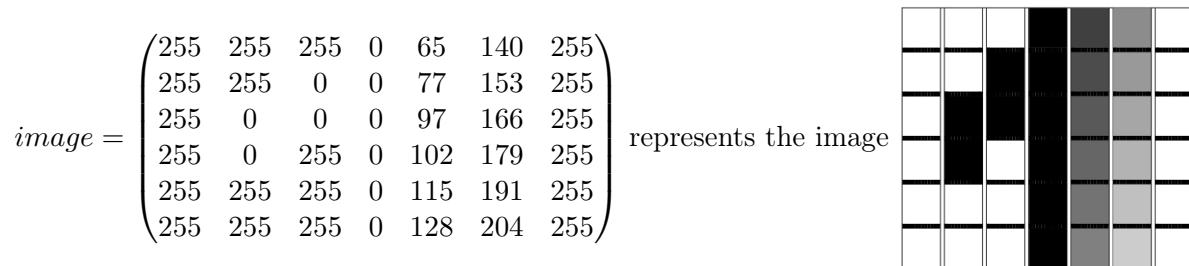 255 255 255 0 65 140 255
255 255 0 0 77 153 255
255 0 0 0 97 166 255
image = represents the image
255 0 255 0 102 179 255
255 255 255 0 115 191 255
255 255 255 0 128 204 255